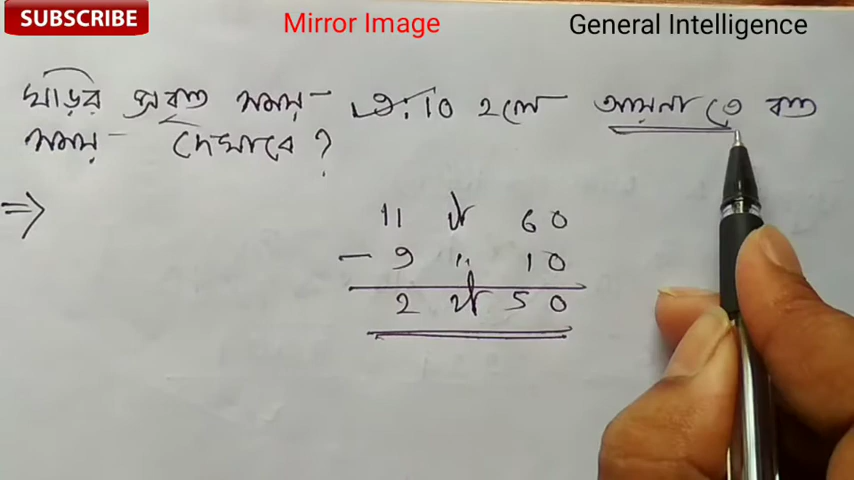 SUBSCRIBE
Mirror Image
General Intelligence
ঘড়ির প্রকৃত সময় - 9:10 হলে আয়নাতে কত
সময় - দেখাবে?
⇒
11 ঘ 60
- 9 " 10
2 ঘ 50